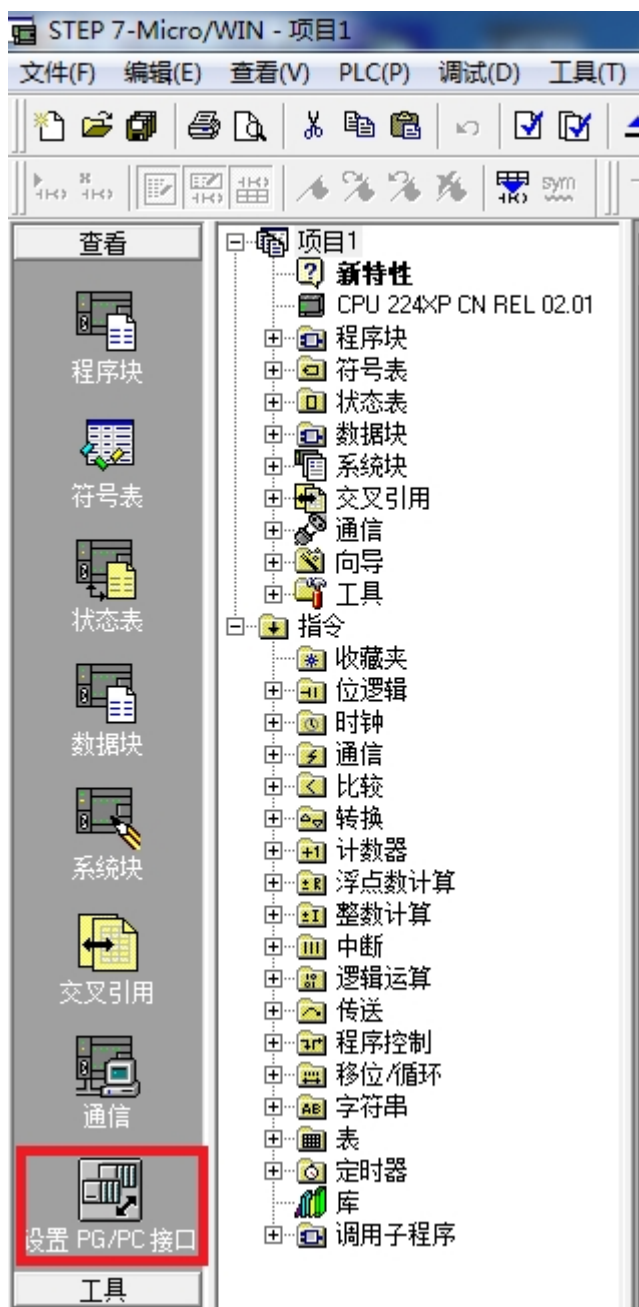 STEP 7-Micro/WIN - 项目1
文件(F) 编辑(E) 查看(V) PLC(P) 调试(D) 工具(T)
sym
查看
程序块
符号表
状态表
数据块
系统块
交叉引用
通信
设置 PG/PC 接口
工具
项目1
新特性
CPU 224XP CN REL 02.01
程序块
符号表
状态表
数据块
系统块
交叉引用
通信
向导
工具
指令
收藏夹
位逻辑
时钟
通信
比较
转换
计数器
浮点数计算
整数计算
中断
逻辑运算
传送
程序控制
移位/循环
字符串
表
定时器
库
调用子程序